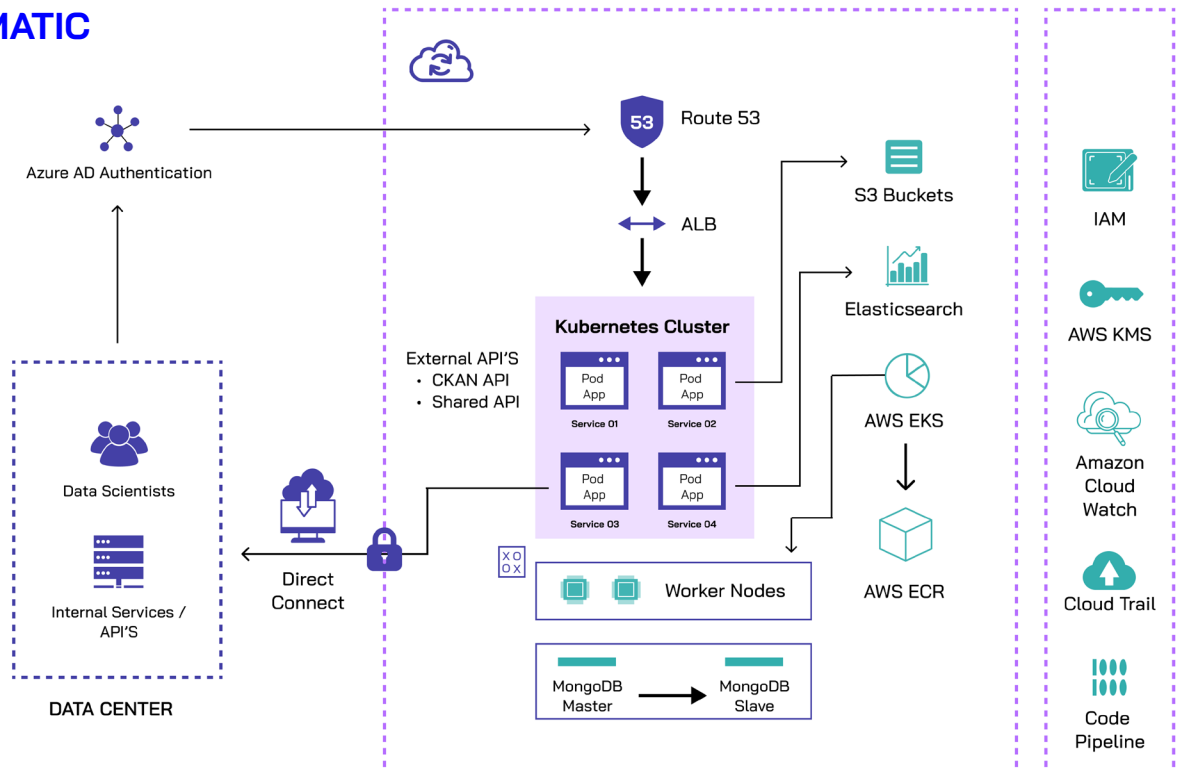 MATIC
Azure AD Authentication
53
Route 53
ALB
S3 Buckets
Elasticsearch
Kubernetes Cluster
Pod
App
Service 01
Pod
App
Service 02
Pod
App
Service 03
Pod
App
Service 04
External API'S
• CKAN API
• Shared API
AWS EKS
AWS ECR
Data Scientists
Internal Services /
API'S
DATA CENTER
Direct
Connect
X O
O X
Worker Nodes
MongoDB
Master
MongoDB
Slave
IAM
AWS KMS
Amazon
Cloud
Watch
Cloud Trail
Code
Pipeline